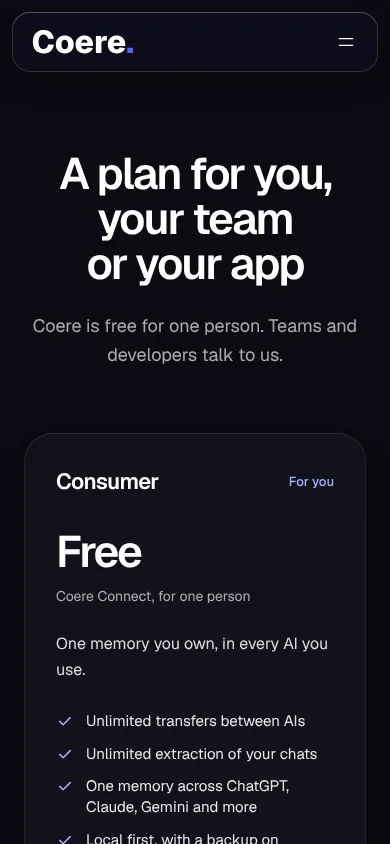 Coere.
A plan for you,
your team
or your app
Coere is free for one person. Teams and
developers talk to us.
Consumer
For you
Free
Coere Connect, for one person
One memory you own, in every AI you
use.
Unlimited transfers between AIs
Unlimited extraction of your chats
One memory across ChatGPT,
Claude, Gemini and more
Local first, with a backup on